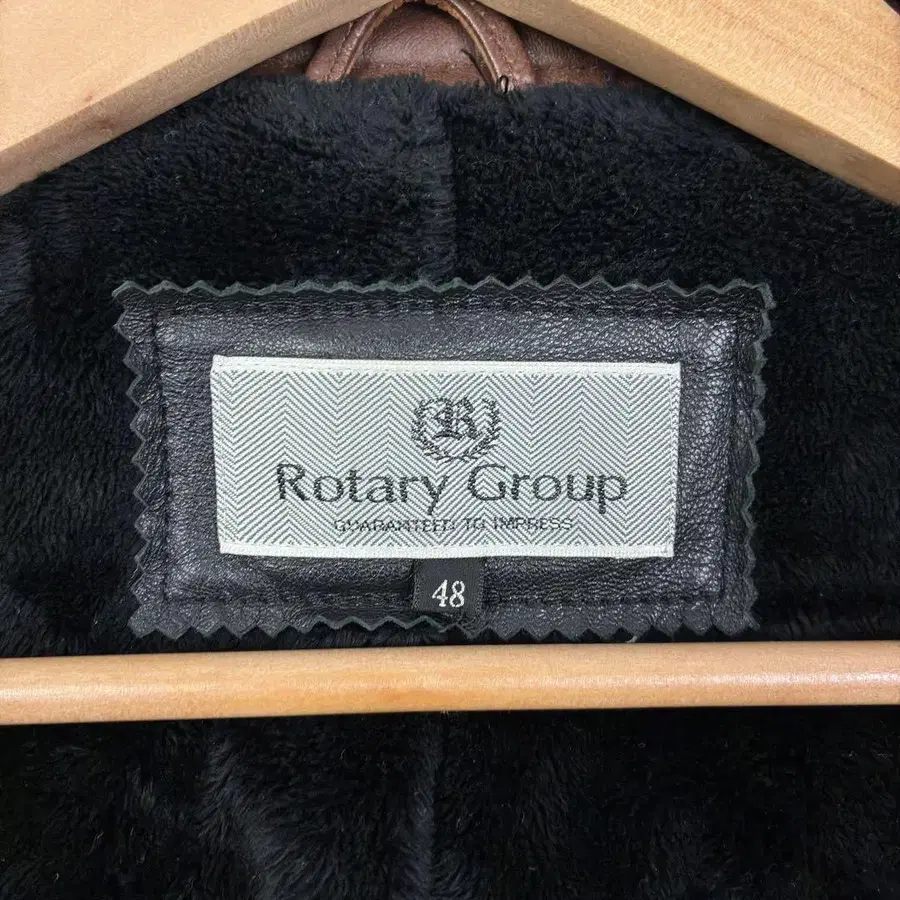 R
Rotary Group
GUARANTEED TO IMPRESS
48